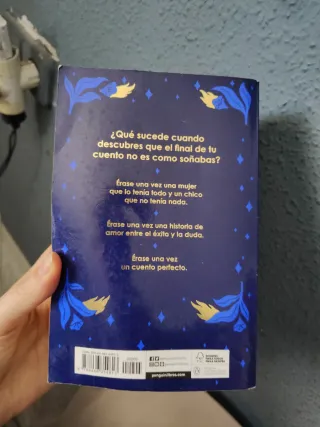 ¿Qué sucede cuando
descubres que el final de tu
cuento no es como soñabas?
Érase una vez una mujer
que lo tenía todo y un chico
que no tenía nada.
Érase una vez una historia de
amor entre el éxito y la duda.
Érase una vez
un cuento perfecto.
penguinlibros.com